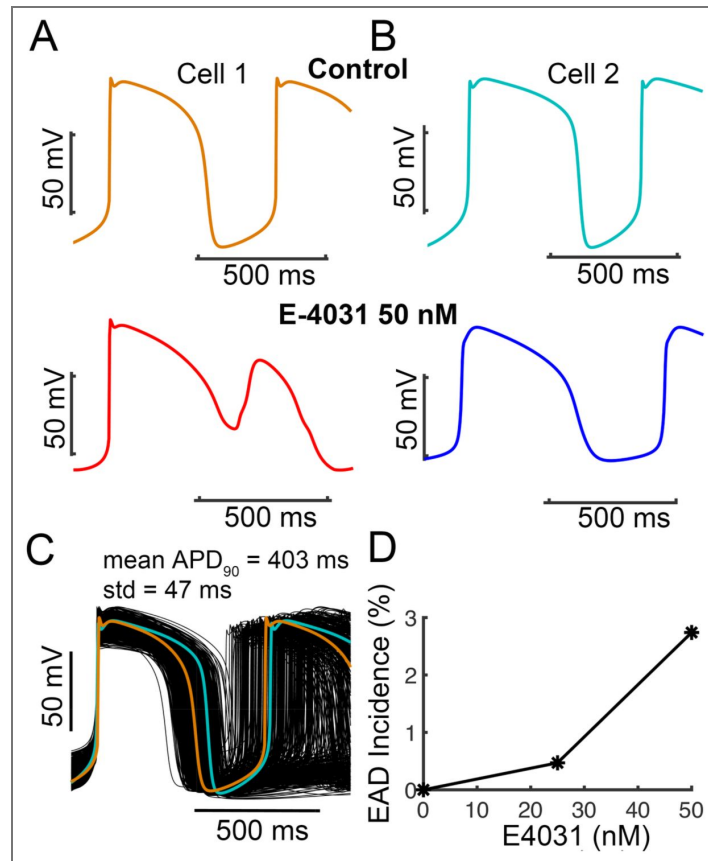 A
B
Cell 1
Control
Cell 2
50 mV
50 mV
500 ms
500 ms
E-4031 50 nM
50 mV
50 mV
500 ms
500 ms
C
D
mean APD90 = 403 ms
std = 47 ms
50 mV
500 ms
EAD Incidence (%)
3
2
1
0
0 10 20 30 40 50
E4031 (nM)